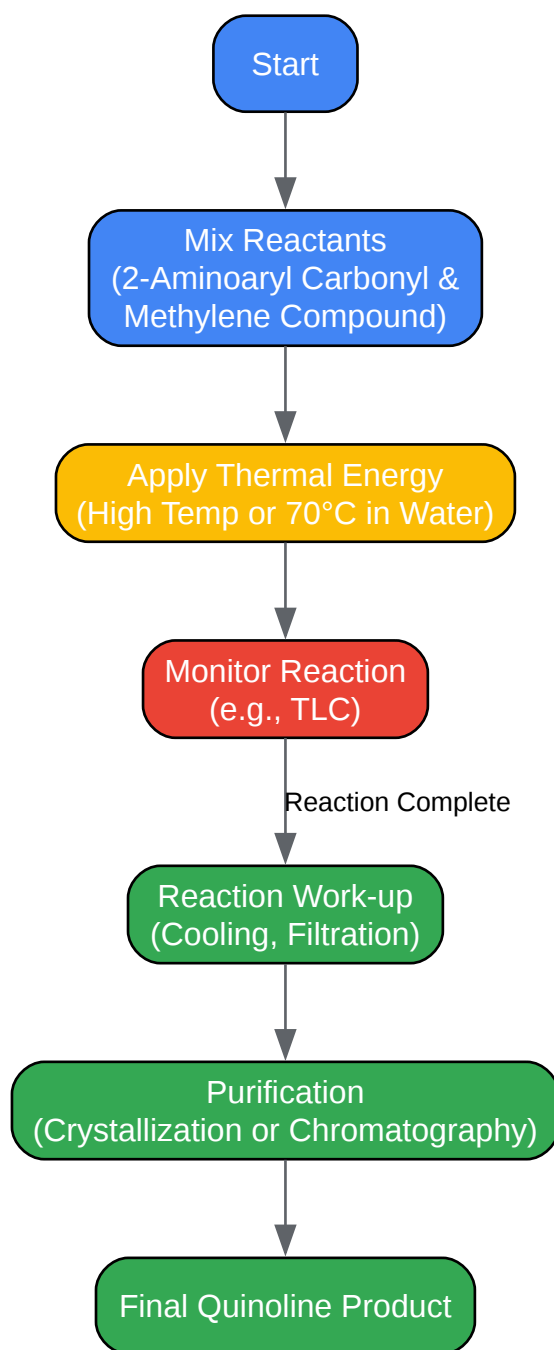 Start
Mix Reactants
(2-Aminoaryl Carbonyl &
Methylene Compound)
Apply Thermal Energy
(High Temp or 70°C in Water)
Monitor Reaction
(e.g., TLC)
Reaction Complete
Reaction Work-up
(Cooling, Filtration)
Purification
(Crystallization or Chromatography)
Final Quinoline Product